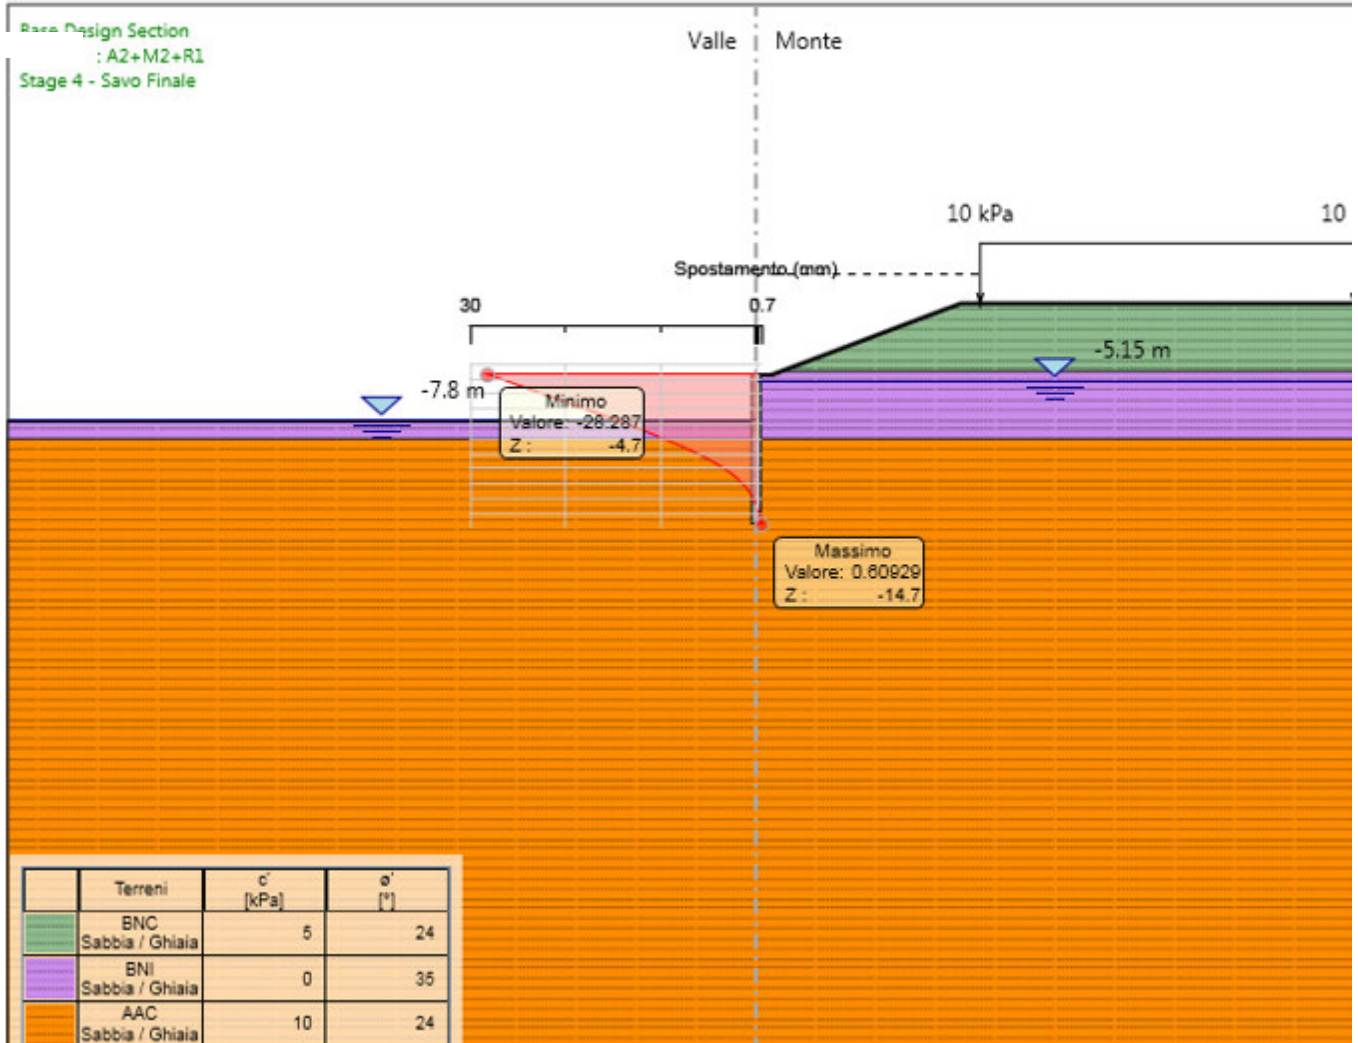 Base Design Section
: A2+M2+R1
Stage 4 - Savo Finale
Valle
Monte
10 kPa
10
Spostamento (mm)
30
0.7
-5.15 m
-7.8 m
Minimo
Valore: -28.287
Z : -4.7
Massimo
Valore: 0.60929
Z : -14.7
Terreni c' ø'
[kPa] [°]
BNC
Sabbia / Ghiaia 5 24
BNI
Sabbia / Ghiaia 0 35
AAC
Sabbia / Ghiaia 10 24